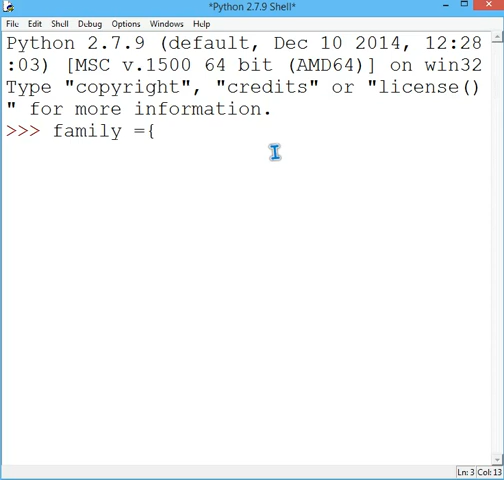 *Python 2.7.9 Shell*
File Edit Shell Debug Options Windows Help
Python 2.7.9 (default, Dec 10 2014, 12:28
:03) [MSC v.1500 64 bit (AMD64)] on win32
Type "copyright", "credits" or "license()
" for more information.
>>> family ={
Ln: 3 Col: 13